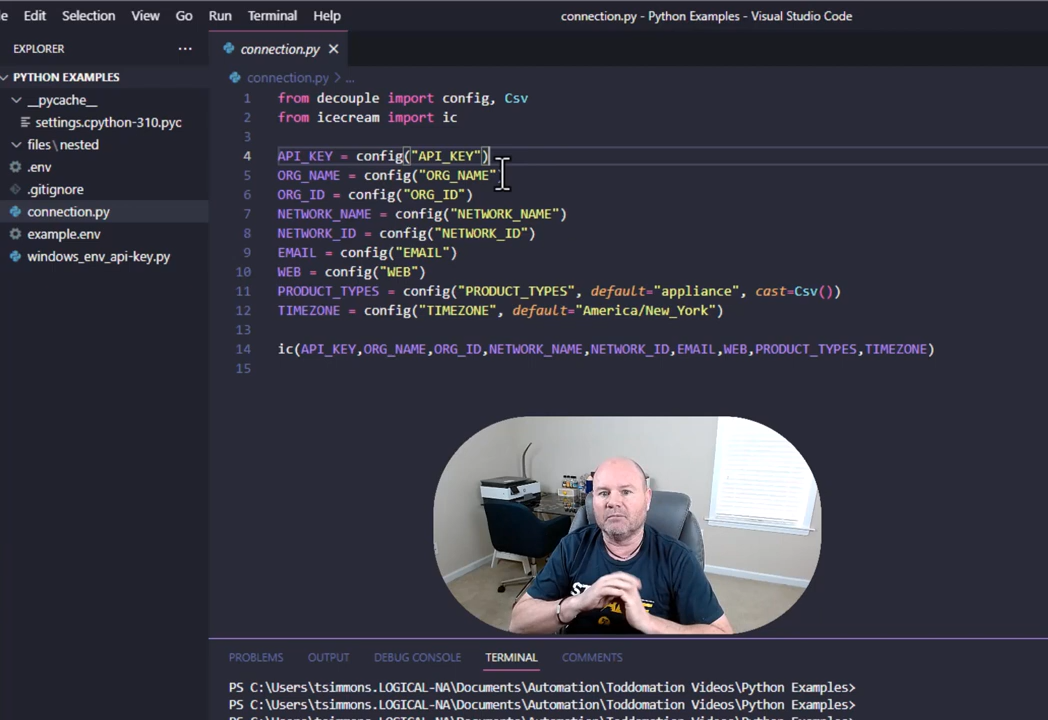 Edit Selection View Go Run Terminal Help
connection.py - Python Examples - Visual Studio Code
EXPLORER
connection.py
PYTHON EXAMPLES
__pycache__
settings.cpython-310.pyc
files\nested
.env
.gitignore
connection.py
example.env
windows_env_api-key.py
connection.py > ...
1 from decouple import config, Csv
2 from icecream import ic
3
4 API_KEY = config("API_KEY")
5 ORG_NAME = config("ORG_NAME"
6 ORG_ID = config("ORG_ID")
7 NETWORK_NAME = config("NETWORK_NAME")
8 NETWORK_ID = config("NETWORK_ID")
9 EMAIL = config("EMAIL")
10 WEB = config("WEB")
11 PRODUCT_TYPES = config("PRODUCT_TYPES", default="appliance", cast=Csv())
12 TIMEZONE = config("TIMEZONE", default="America/New_York")
13
14 ic(API_KEY,ORG_NAME,ORG_ID,NETWORK_NAME,NETWORK_ID,EMAIL,WEB,PRODUCT_TYPES,TIMEZONE)
15
PROBLEMS OUTPUT DEBUG CONSOLE TERMINAL COMMENTS
PS C:\Users\tsimmons.LOGICAL-NA\Documents\Automation\Toddomation Videos\Python Examples>
PS C:\Users\tsimmons.LOGICAL-NA\Documents\Automation\Toddomation Videos\Python Examples>